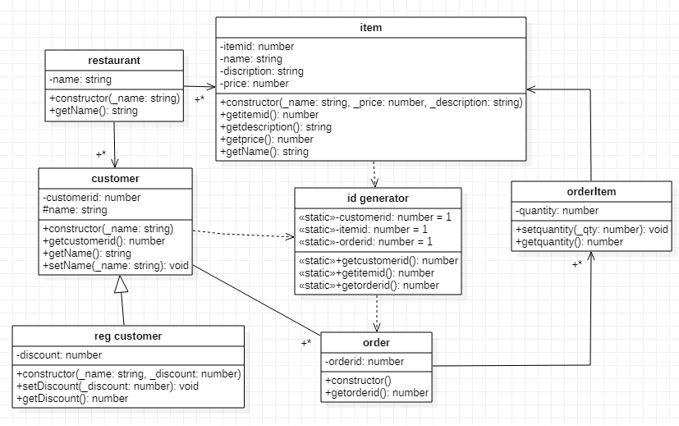 restaurant
-name: string
+constructor(_name: string)
+getName(): string
+*
+*
item
-itemid: number
-name: string
-discription: string
-price: number
+constructor(_name: string, _price: number, _description: string)
+getitemid(): number
+getdescription(): string
+getprice(): number
+getName(): string
customer
-customerid: number
#name: string
+constructor(_name: string)
+getcustomerid(): number
+getName(): string
+setName(_name: string): void
id generator
«static»-customerid: number = 1
«static»-itemid: number = 1
«static»-orderid: number = 1
«static»+getcustomerid(): number
«static»+getitemid(): number
«static»+getorderid(): number
orderItem
-quantity: number
+setquantity(_qty: number): void
+getquantity(): number
+*
reg customer
-discount: number
+constructor(_name: string, _discount: number)
+setDiscount(_discount: number): void
+getDiscount(): number
+*
order
-orderid: number
+constructor()
+getorderid(): number